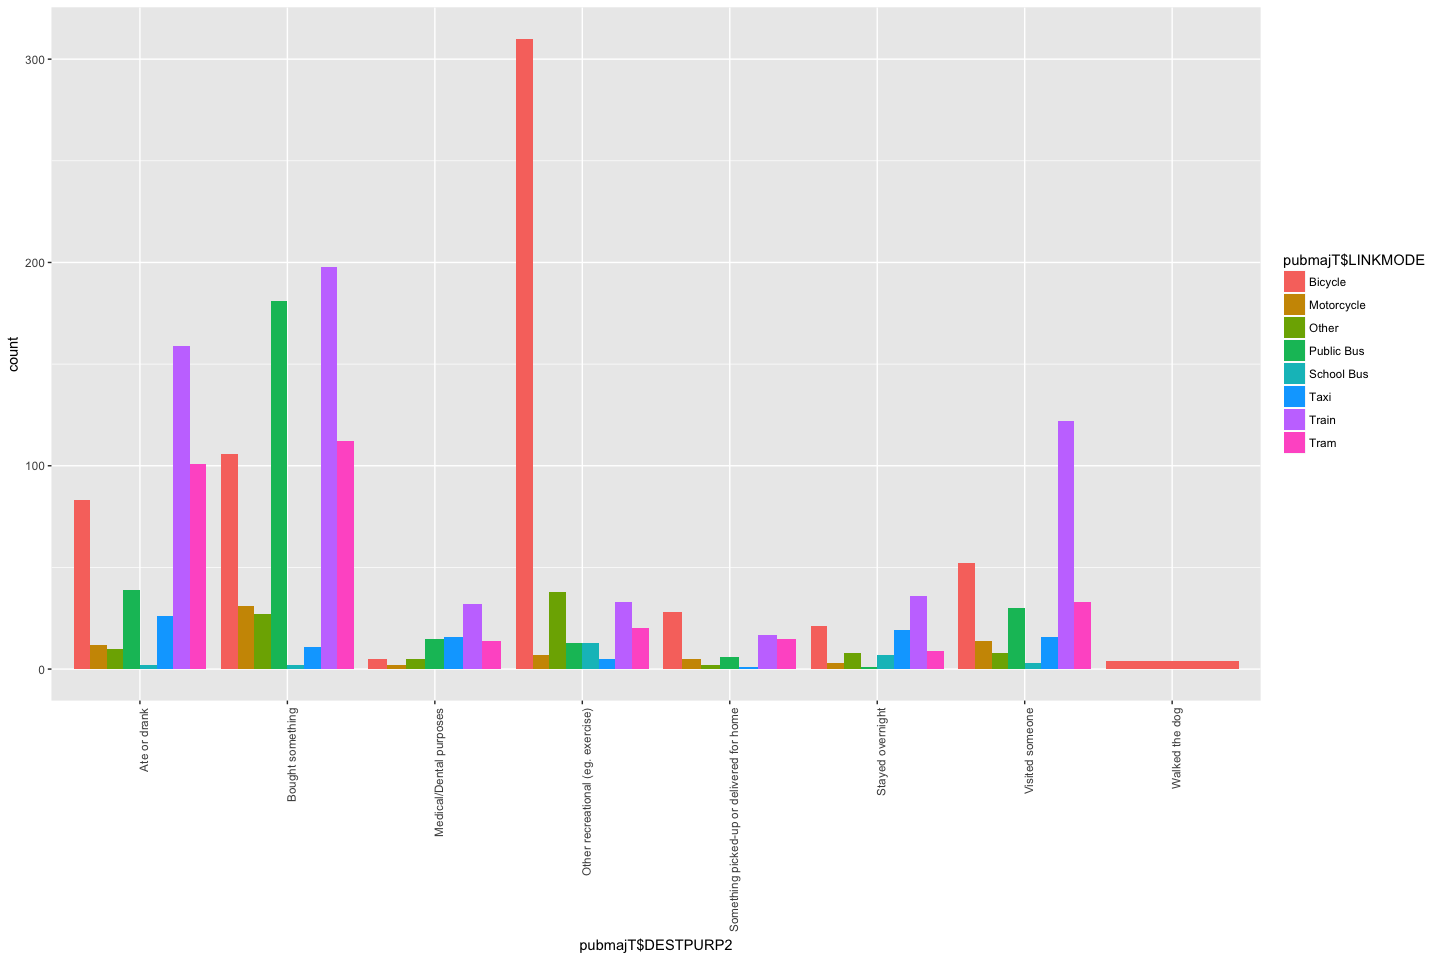 count
300
200
100
0
Ate or drank
Bought something
Medical/Dental purposes
Other recreational (eg. exercise)
Something picked-up or delivered for home
Stayed overnight
Visited someone
Walked the dog
pubmajT$DESTPURP2
pubmajT$LINKMODE
Bicycle
Motorcycle
Other
Public Bus
School Bus
Taxi
Train
Tram